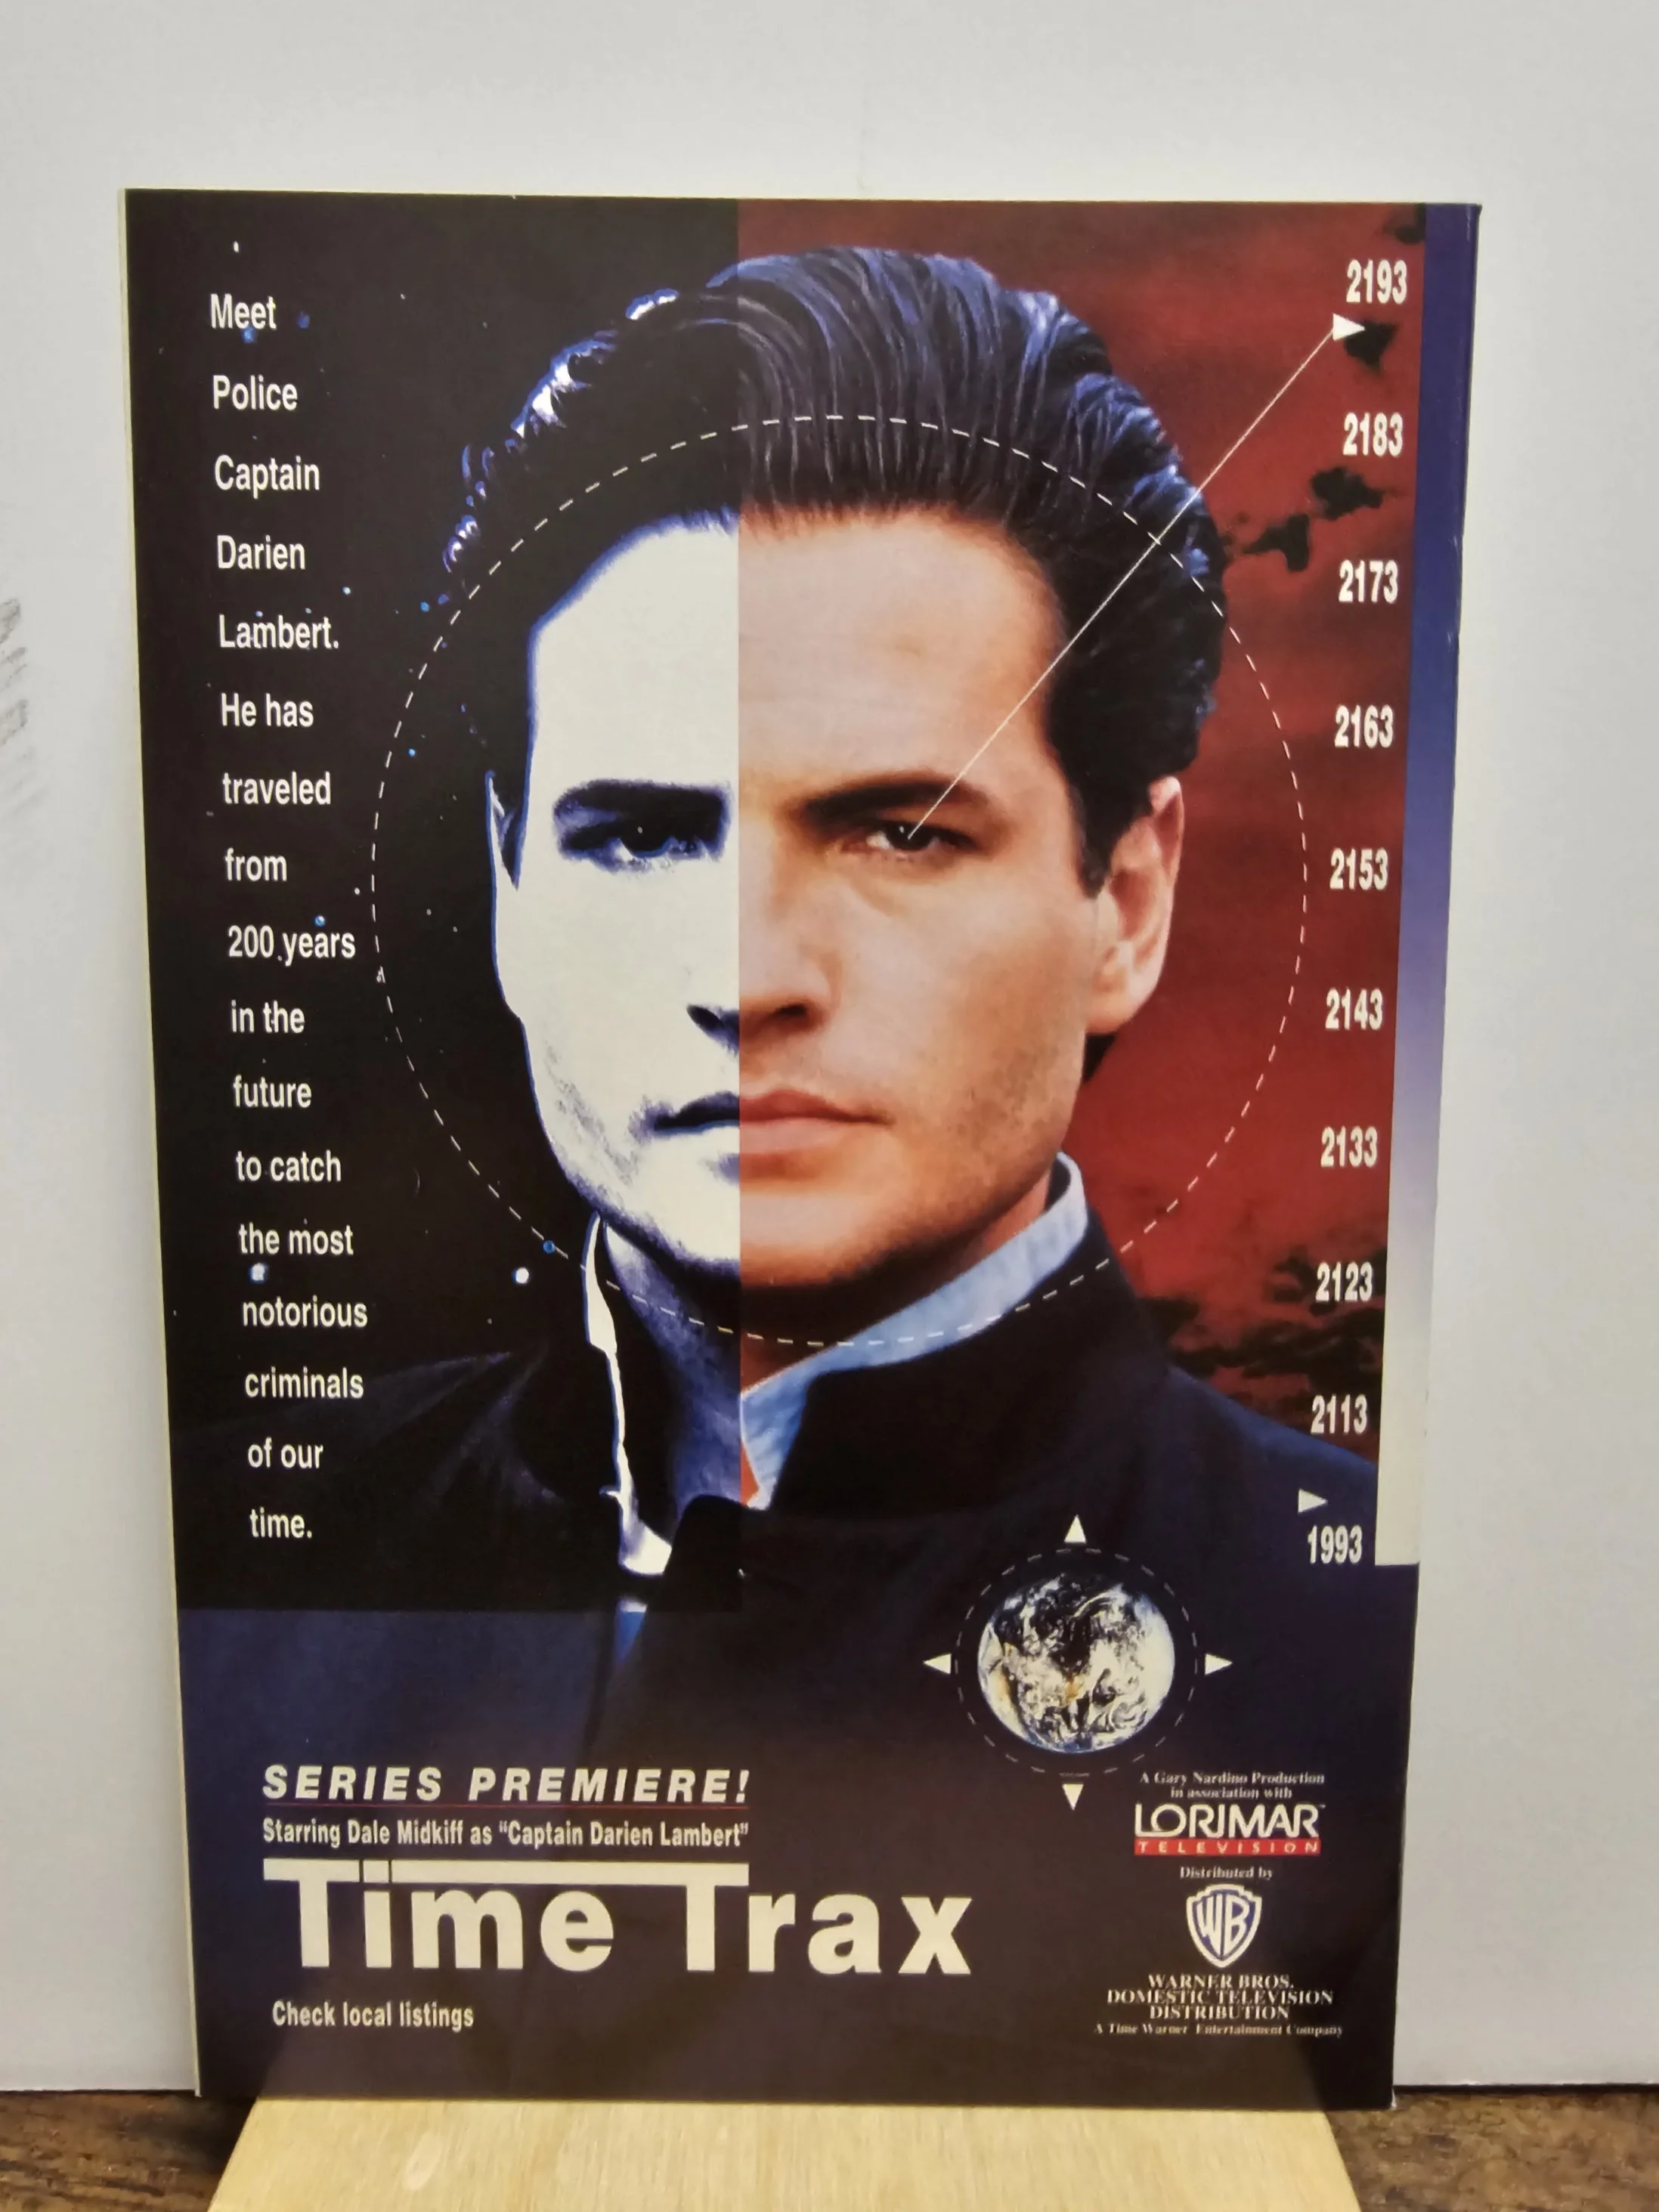 Meet
Police
Captain
Darien
Lambert.
He has
traveled
from
200 years
in the
future
to catch
the most
notorious
criminals
of our
time.
2193
2183
2173
2163
2153
2143
2133
2123
2113
1993
SERIES PREMIERE!
Starring Dale Midkiff as "Captain Darien Lambert"
Time Trax
Check local listings
A Gary Nardino Production
in association with
LORIMAR™
TELEVISION
Distributed by
WB
WARNER BROS.
DOMESTIC TELEVISION
DISTRIBUTION
A Time Warner Entertainment Company